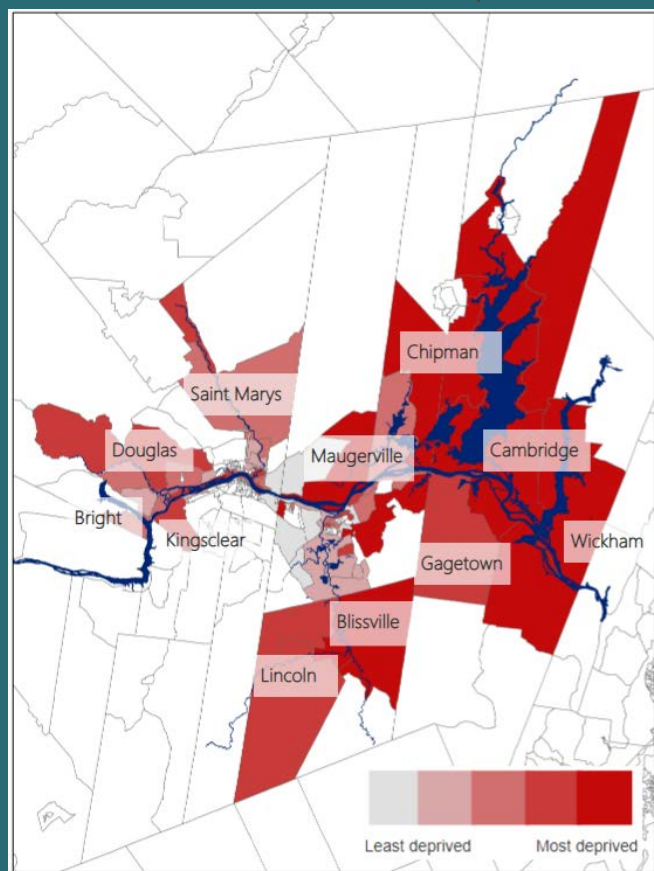 Chipman
Saint Marys
Douglas
Maugerville
Cambridge
Bright
Kingsclear
Wickham
Gagetown
Blissville
Lincoln
Least deprived
Most deprived